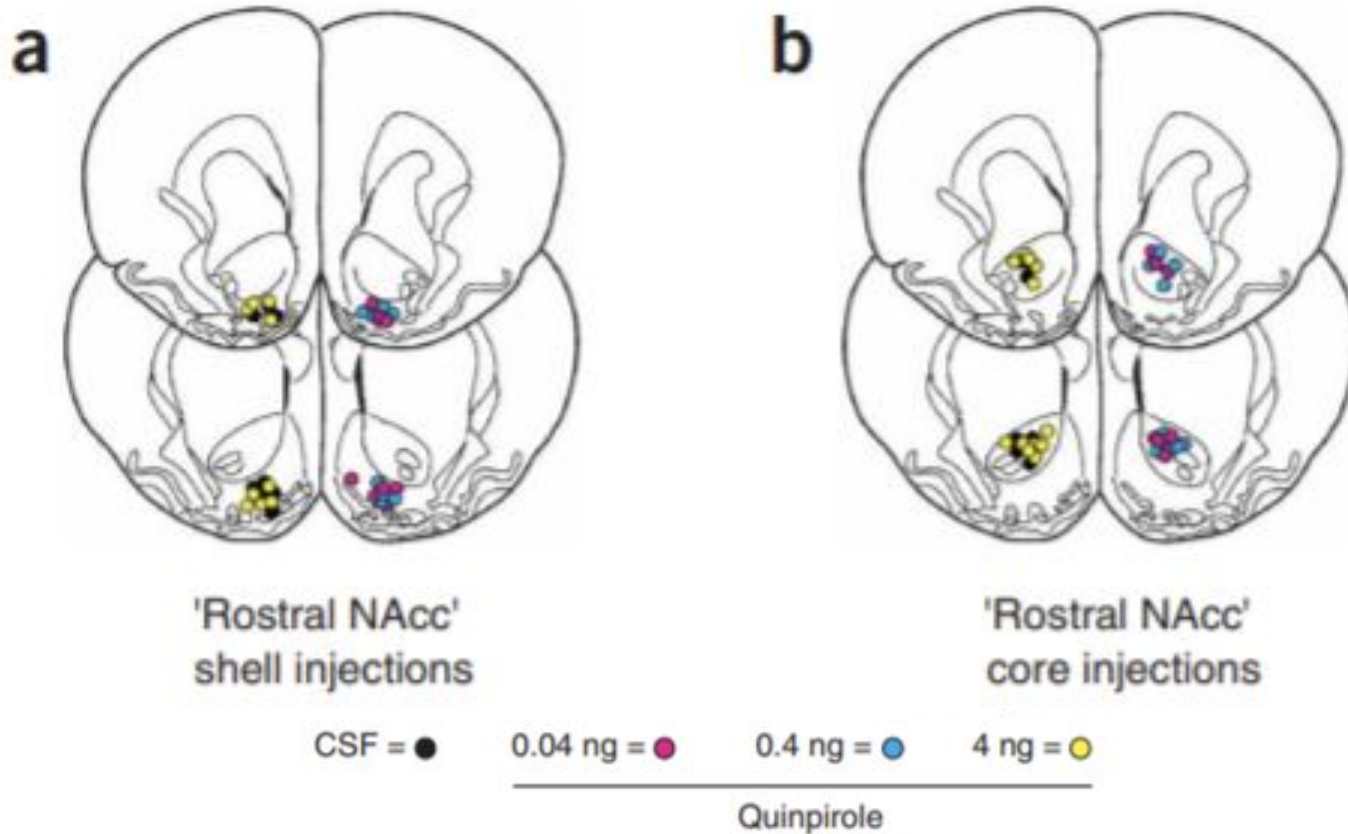 a
b
'Rostral NAcc'
shell injections
'Rostral NAcc'
core injections
CSF = 0.04 ng = 0.4 ng = 4 ng =
Quinpirole